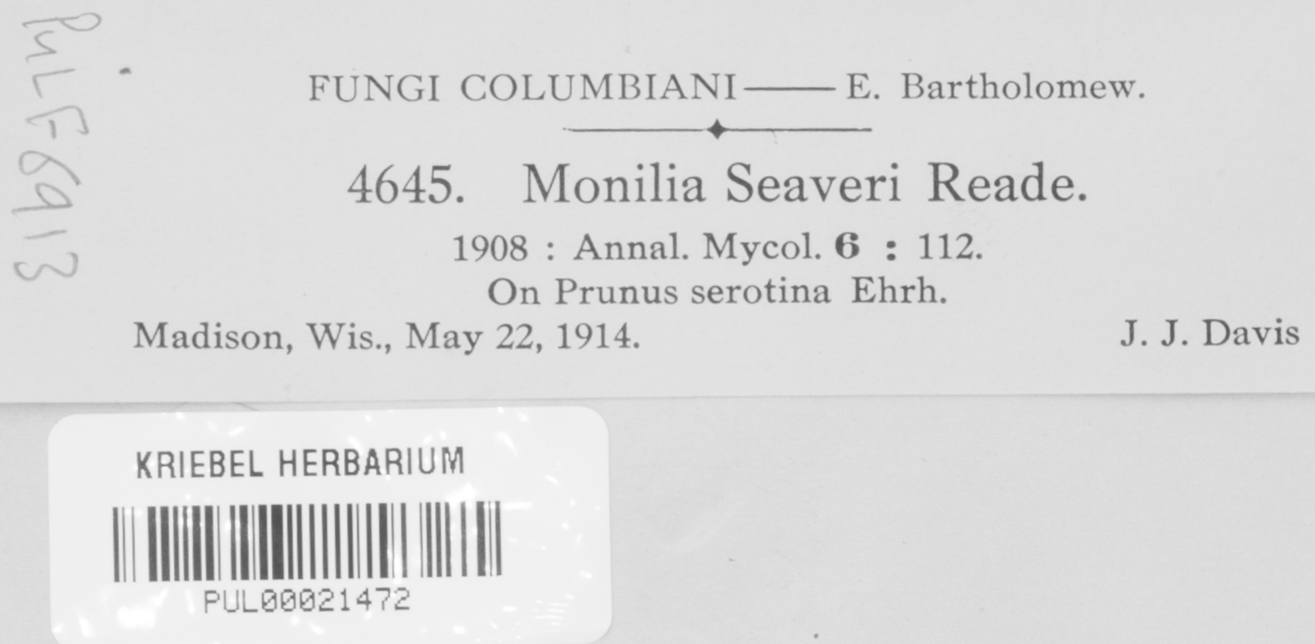 PUL F6913
FUNGI COLUMBIANI—— E. Bartholomew.
4645. Monilia Seaveri Reade.
1908 : Annal. Mycol. 6 : 112.
On Prunus serotina Ehrh.
Madison, Wis., May 22, 1914. J. J. Davis
KRIEBEL HERBARIUM
PUL00021472